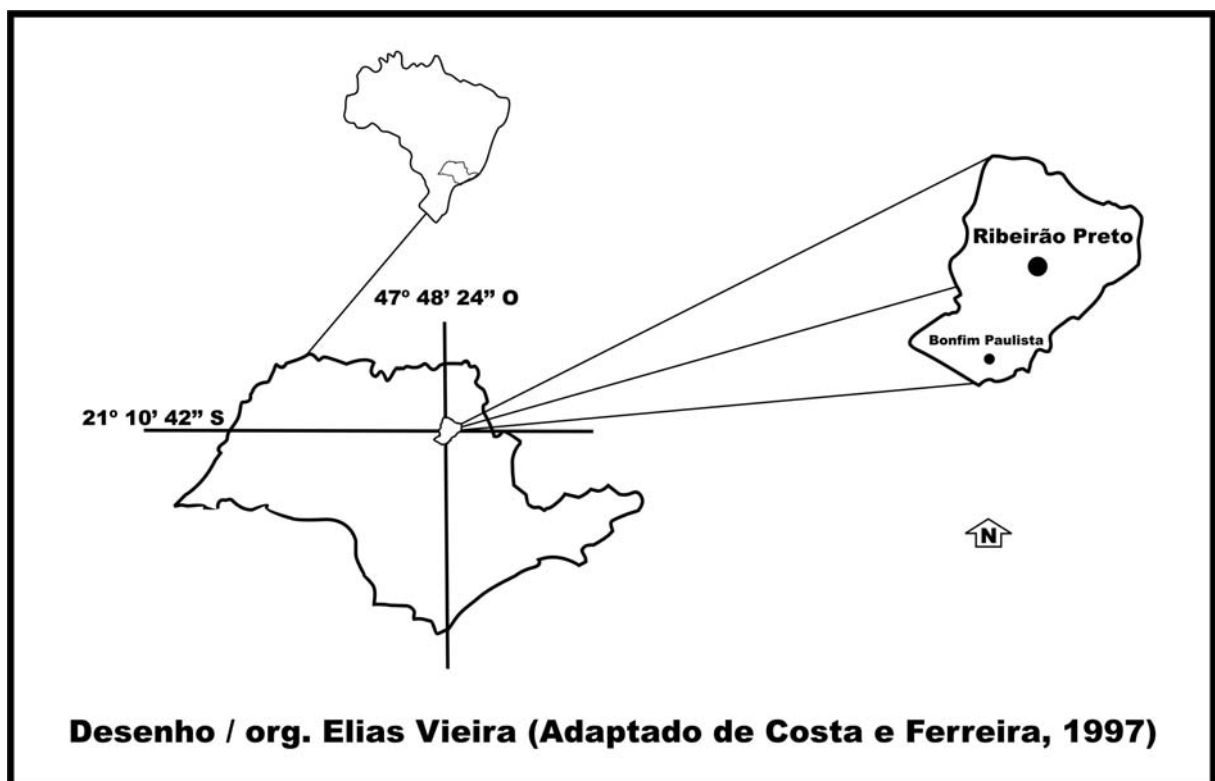 Ribeirão Preto
47º 48’ 24” O
Bonfim Paulista
21º 10’ 42” S
N
Desenho / org. Elias Vieira (Adaptado de Costa e Ferreira, 1997)